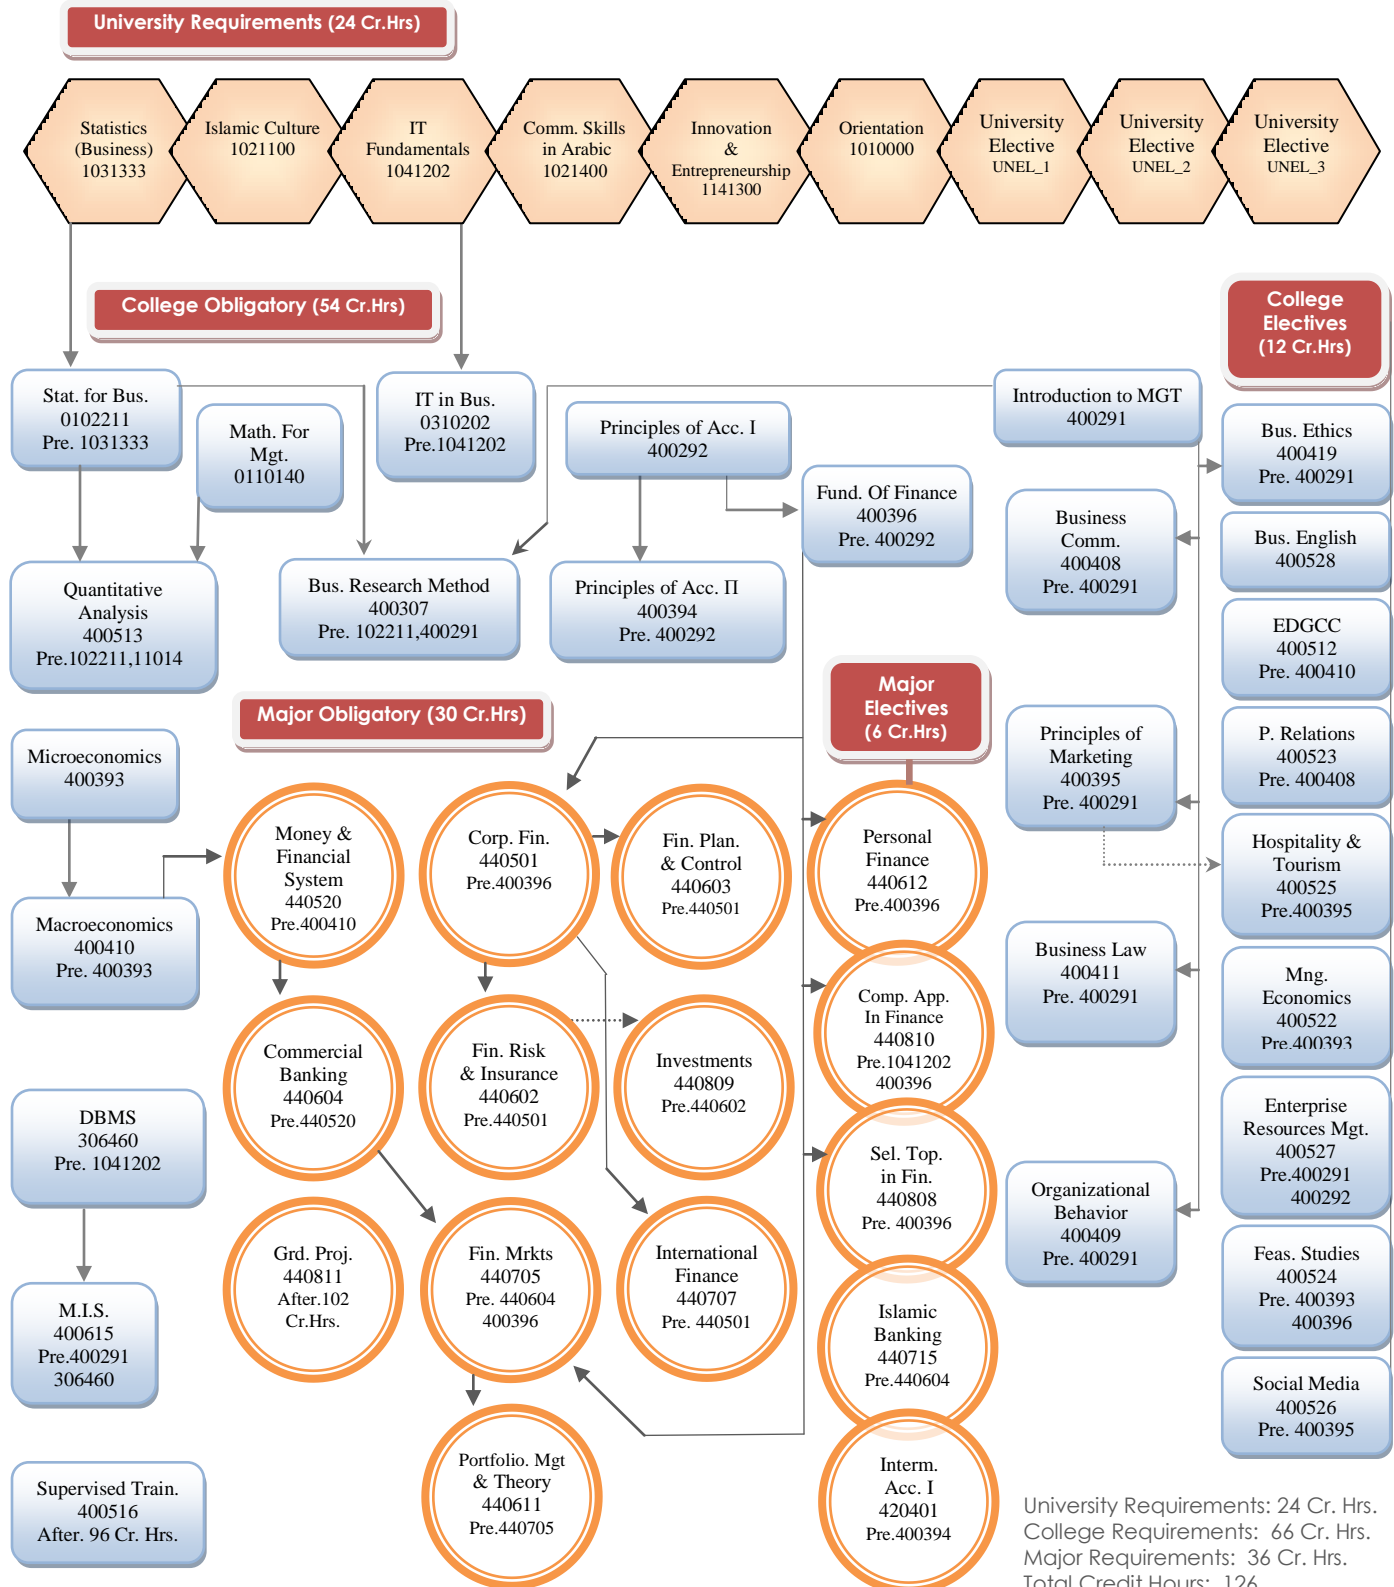 University Requirements (24 Cr.Hrs)
Statistics
(Business)
1031333
Islamic Culture
1021100
IT
Fundamentals
1041202
Comm. Skills
in Arabic
1021400
Innovation
&
Entrepreneurship
1141300
Orientation
1010000
University
Elective
UNEL_1
University
Elective
UNEL_2
University
Elective
UNEL_3
College Obligatory (54 Cr.Hrs)
College
Electives
(12 Cr.Hrs)
Stat. for Bus.
0102211
Pre. 1031333
Math. For
Mgt.
0110140
IT in Bus.
0310202
Pre.1041202
Principles of Acc. I
400292
Introduction to MGT
400291
Fund. Of Finance
400396
Pre. 400292
Quantitative
Analysis
400513
Pre.102211,11014
Bus. Research Method
400307
Pre. 102211,400291
Principles of Acc. Π
400394
Pre. 400292
Business
Comm.
400408
Pre. 400291
Bus. Ethics
400419
Pre. 400291
Bus. English
400528
EDGCC
400512
Pre. 400410
P. Relations
400523
Pre. 400408
Hospitality &
Tourism
400525
Pre.400395
Mng.
Economics
400522
Pre.400393
Enterprise
Resources Mgt.
400527
Pre.400291
400292
Feas. Studies
400524
Pre. 400393
400396
Social Media
400526
Pre. 400395
Principles of
Marketing
400395
Pre. 400291
Business Law
400411
Pre. 400291
Organizational
Behavior
400409
Pre. 400291
Major Obligatory (30 Cr.Hrs)
Major
Electives
(6 Cr.Hrs)
Microeconomics
400393
Macroeconomics
400410
Pre. 400393
DBMS
306460
Pre. 1041202
M.I.S.
400615
Pre.400291
306460
Supervised Train.
400516
After. 96 Cr. Hrs.
Money &
Financial
System
440520
Pre.400410
Corp. Fin.
440501
Pre.400396
Fin. Plan.
& Control
440603
Pre.440501
Commercial
Banking
440604
Pre.440520
Fin. Risk
& Insurance
440602
Pre.440501
Investments
440809
Pre.440602
Grd. Proj.
440811
After.102
Cr.Hrs.
Fin. Mrkts
440705
Pre. 440604
400396
International
Finance
440707
Pre. 440501
Portfolio. Mgt
& Theory
440611
Pre.440705
Personal
Finance
440612
Pre.400396
Comp. App.
In Finance
440810
Pre.1041202
400396
Sel. Top.
in Fin.
440808
Pre. 400396
Islamic
Banking
440715
Pre.440604
Interm.
Acc. I
420401
Pre.400394
University Requirements: 24 Cr. Hrs.
College Requirements: 66 Cr. Hrs.
Major Requirements: 36 Cr. Hrs.
Total Credit Hours: 126